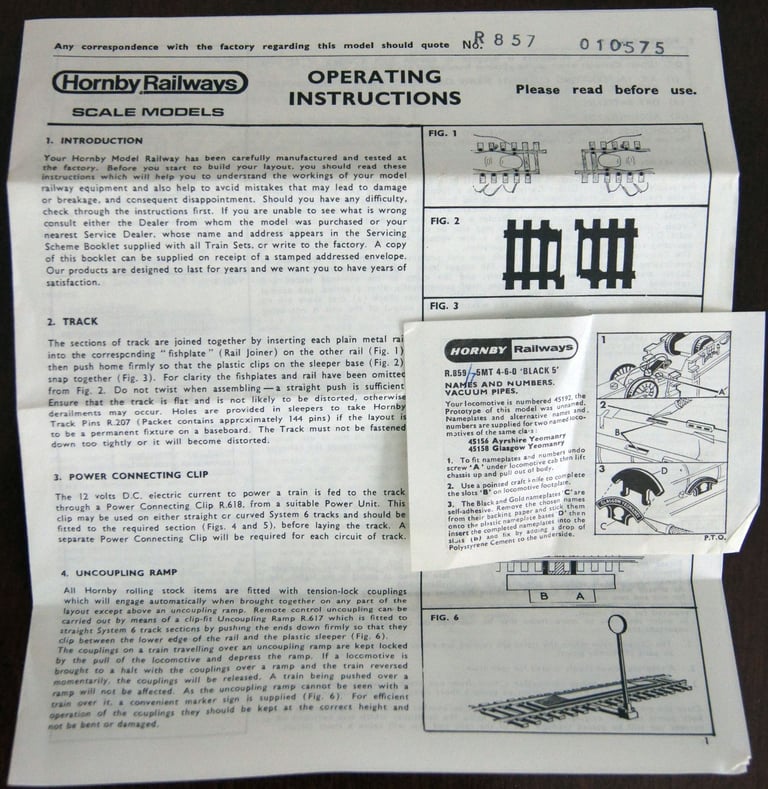 Any correspondence with the factory regarding this model should quote No. R857 010575
Hornby Railways
SCALE MODELS
OPERATING
INSTRUCTIONS
Please read before use.
1. INTRODUCTION
Your Hornby Model Railway has been carefully manufactured and tested at
the factory. Before you start to build your layout, you should read these
instructions which will help you to understand the workings of your model
railway equipment and also help to avoid mistakes that may lead to damage
or breakage, and consequent disappointment. Should you have any difficulty,
check through the instructions first. If you are unable to see what is wrong
consult either the Dealer from whom the model was purchased or your
nearest Service Dealer, whose name and address appears in the Servicing
Scheme Booklet supplied with all Train Sets, or write to the factory. A copy
of this booklet can be supplied on receipt of a stamped addressed envelope.
Our products are designed to last for years and we want you to have years of
satisfaction.
2. TRACK
The sections of track are joined together by inserting each plain metal rai
into the correspcnding "fishplate" (Rail Joiner) on the other rail (Fig. 1)
then push home firmly so that the plastic clips on the sleeper base (Fig. 2)
snap together (Fig. 3). For clarity the fishplates and rail have been omitted
from Fig. 2. Do not twist when assembling—a straight push is sufficient
Ensure that the track is flat and is not likely to be distorted, otherwise
derailments may occur. Holes are provided in sleepers to take Hornby
Track Pins R.207 (Packet contains approximately 144 pins) if the layout is
to be a permanent fixture on a baseboard. The Track must not be fastened
down too tightly or it will become distorted.
3. POWER CONNECTING CLIP
The 12 volts D.C. electric current to power a train is fed to the track
through a Power Connecting Clip R.618, from a suitable Power Unit. This
clip may be used on either straight or curved System 6 tracks and should be
fitted to the required section (Figs. 4 and 5), before laying the track. A
separate Power Connecting Clip will be required for each circuit of track.
4. UNCOUPLING RAMP
All Hornby rolling stock items are fitted with tension-lock couplings
which will engage automatically when brought together on any part of the
layout except above an uncoupling ramp. Remote control uncoupling can be
carried out by means of a clip-fit Uncoupling Ramp R.617 which is fitted to
straight System 6 track sections by pushing the ends down firmly so that they
clip between the lower edge of the rail and the plastic sleeper (Fig. 6).
The couplings on a train travelling over an uncoupling ramp are kept locked
by the pull of the locomotive and depress the ramp. If a locomotive is
brought to a halt with the couplings over a ramp and the train reversed
momentarily, the couplings will be released. A train being pushed over a
ramp will not be affected. As the uncoupling ramp cannot be seen with a
train over it, a convenient marker sign is supplied (Fig. 6). For efficient
operation of the couplings they should be kept at the correct height and
not be bent or damaged.
FIG. 1
FIG. 2
FIG. 3
HORNBY Railways
R.859 5MT 4-6-0 'BLACK 5'
NAMES AND NUMBERS.
VACUUM PIPES.
Your locomotive is numbered 45192, the
Prototype of this model was unnamed.
Nameplates and alternative names and
numbers are supplied for two named loco-
motives of the same class:
45156 Ayrshire Yeomanry
45158 Glasgow Yeomanry
1. To fit nameplates and numbers undo
screw 'A' under locomotive cab then lift
chassis up and pull out of body.
2. Use a pointed craft knife to complete
the slots 'B' on locomotive footplate.
3. The Black and Gold nameplates 'C' are
self-adhesive. Remove the chosen names
from their backing paper and stick them
onto the plastic nameplate bases 'D' then
insert the completed nameplates into the
slots (B) and fix by adding a drop of
Polystyrene Cement to the underside.
1
A
2
B
3
D
C
P.T.O.
B A
FIG. 6
1